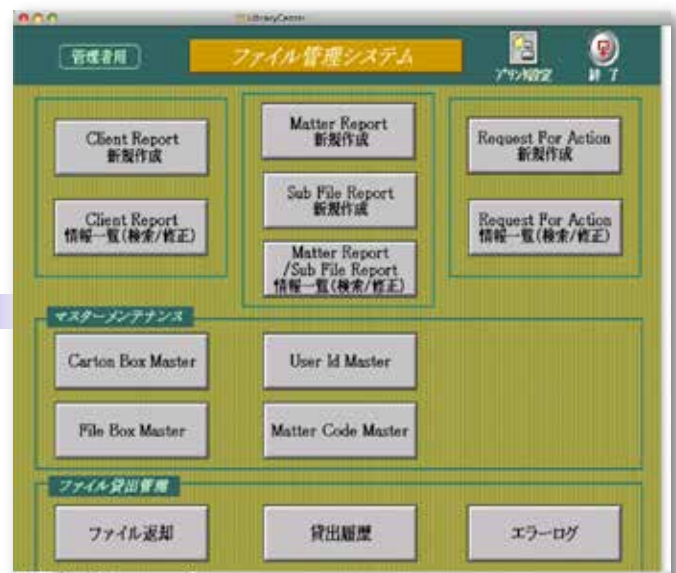 LibraryCenter
管理者用
ファイル管理システム
プリンタ設定
終 了
Client Report
新規作成
Client Report
情報一覧(検索/修正)
Matter Report
新規作成
Sub File Report
新規作成
Matter Report
/Sub File Report
情報一覧(検索/修正)
Request For Action
新規作成
Request For Action
情報一覧(検索/修正)
マスターメンテナンス
Carton Box Master
User Id Master
File Box Master
Matter Code Master
ファイル貸出管理
ファイル返却
貸出履歴
エラーログ